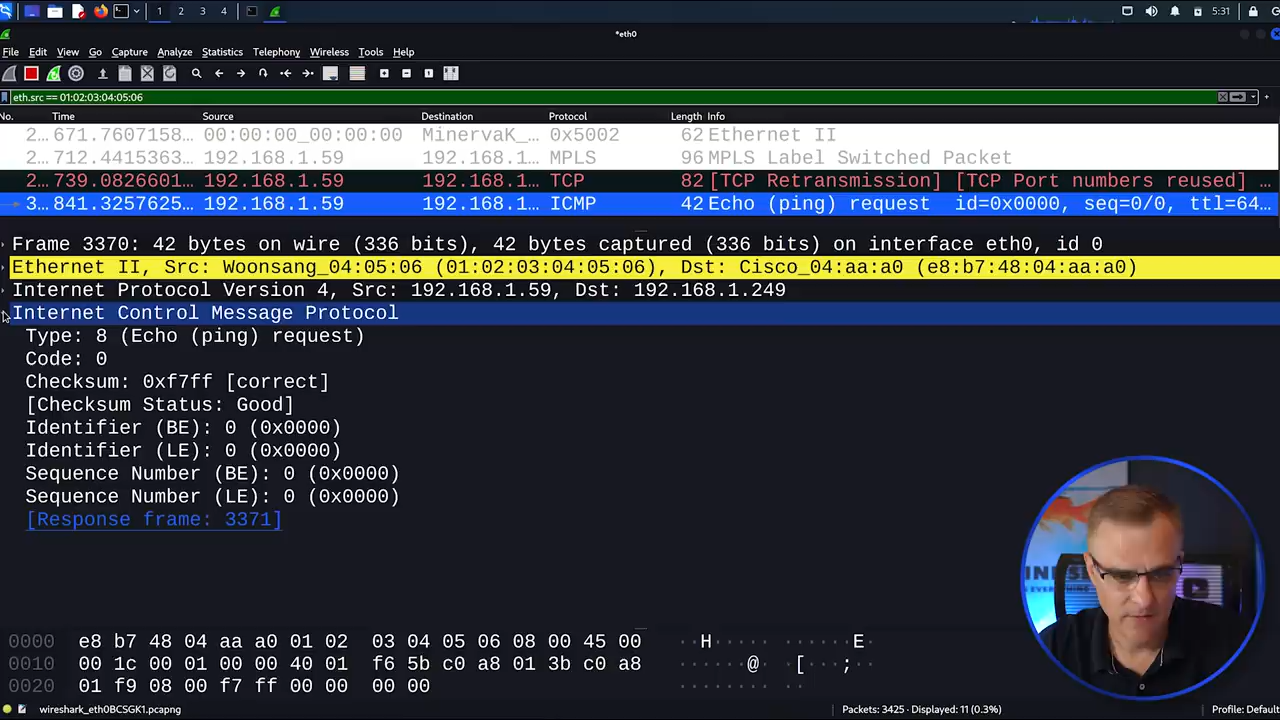 1 2 3 4 5:31
*eth0
File Edit View Go Capture Analyze Statistics Telephony Wireless Tools Help
eth.src == 01:02:03:04:05:06
No. Time Source Destination Protocol Length Info
2… 671.7607158… 00:00:00_00:00:00 MinervaK_… 0x5002 62 Ethernet II
2… 712.4415363… 192.168.1.59 192.168.1… MPLS 96 MPLS Label Switched Packet
2… 739.0826601… 192.168.1.59 192.168.1… TCP 82 [TCP Retransmission] [TCP Port numbers reused] …
3… 841.3257625… 192.168.1.59 192.168.1… ICMP 42 Echo (ping) request id=0x0000, seq=0/0, ttl=64…
Frame 3370: 42 bytes on wire (336 bits), 42 bytes captured (336 bits) on interface eth0, id 0
Ethernet II, Src: Woonsang_04:05:06 (01:02:03:04:05:06), Dst: Cisco_04:aa:a0 (e8:b7:48:04:aa:a0)
Internet Protocol Version 4, Src: 192.168.1.59, Dst: 192.168.1.249
Internet Control Message Protocol
Type: 8 (Echo (ping) request)
Code: 0
Checksum: 0xf7ff [correct]
[Checksum Status: Good]
Identifier (BE): 0 (0x0000)
Identifier (LE): 0 (0x0000)
Sequence Number (BE): 0 (0x0000)
Sequence Number (LE): 0 (0x0000)
[Response frame: 3371]
0000 e8 b7 48 04 aa a0 01 02 03 04 05 06 08 00 45 00 ··H····· ······E·
0010 00 1c 00 01 00 00 40 01 f6 5b c0 a8 01 3b c0 a8 ······@· ·[···;··
0020 01 f9 08 00 f7 ff 00 00 00 00 ········ ··
wireshark_eth0BCSGK1.pcapng Packets: 3425 · Displayed: 11 (0.3%) Profile: Default